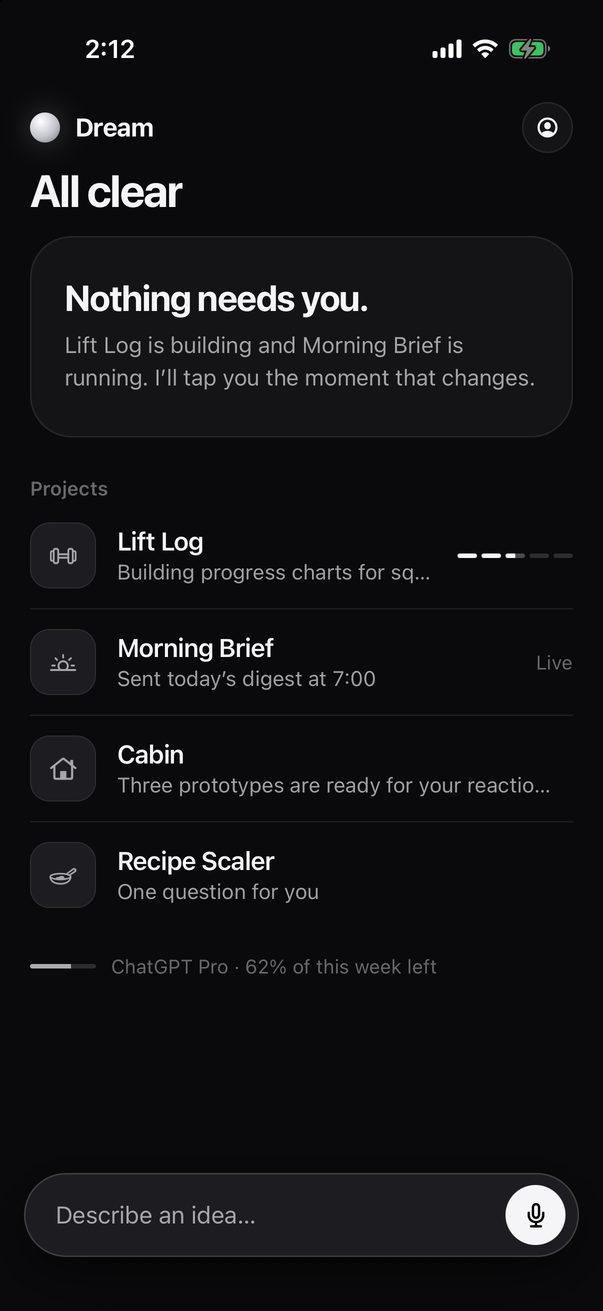 2:12
Dream
All clear
Nothing needs you.
Lift Log is building and Morning Brief is
running. I’ll tap you the moment that changes.
Projects
Lift Log
Building progress charts for sq...
Morning Brief
Live
Sent today’s digest at 7:00
Cabin
Three prototypes are ready for your reactio...
Recipe Scaler
One question for you
ChatGPT Pro · 62% of this week left
Describe an idea...